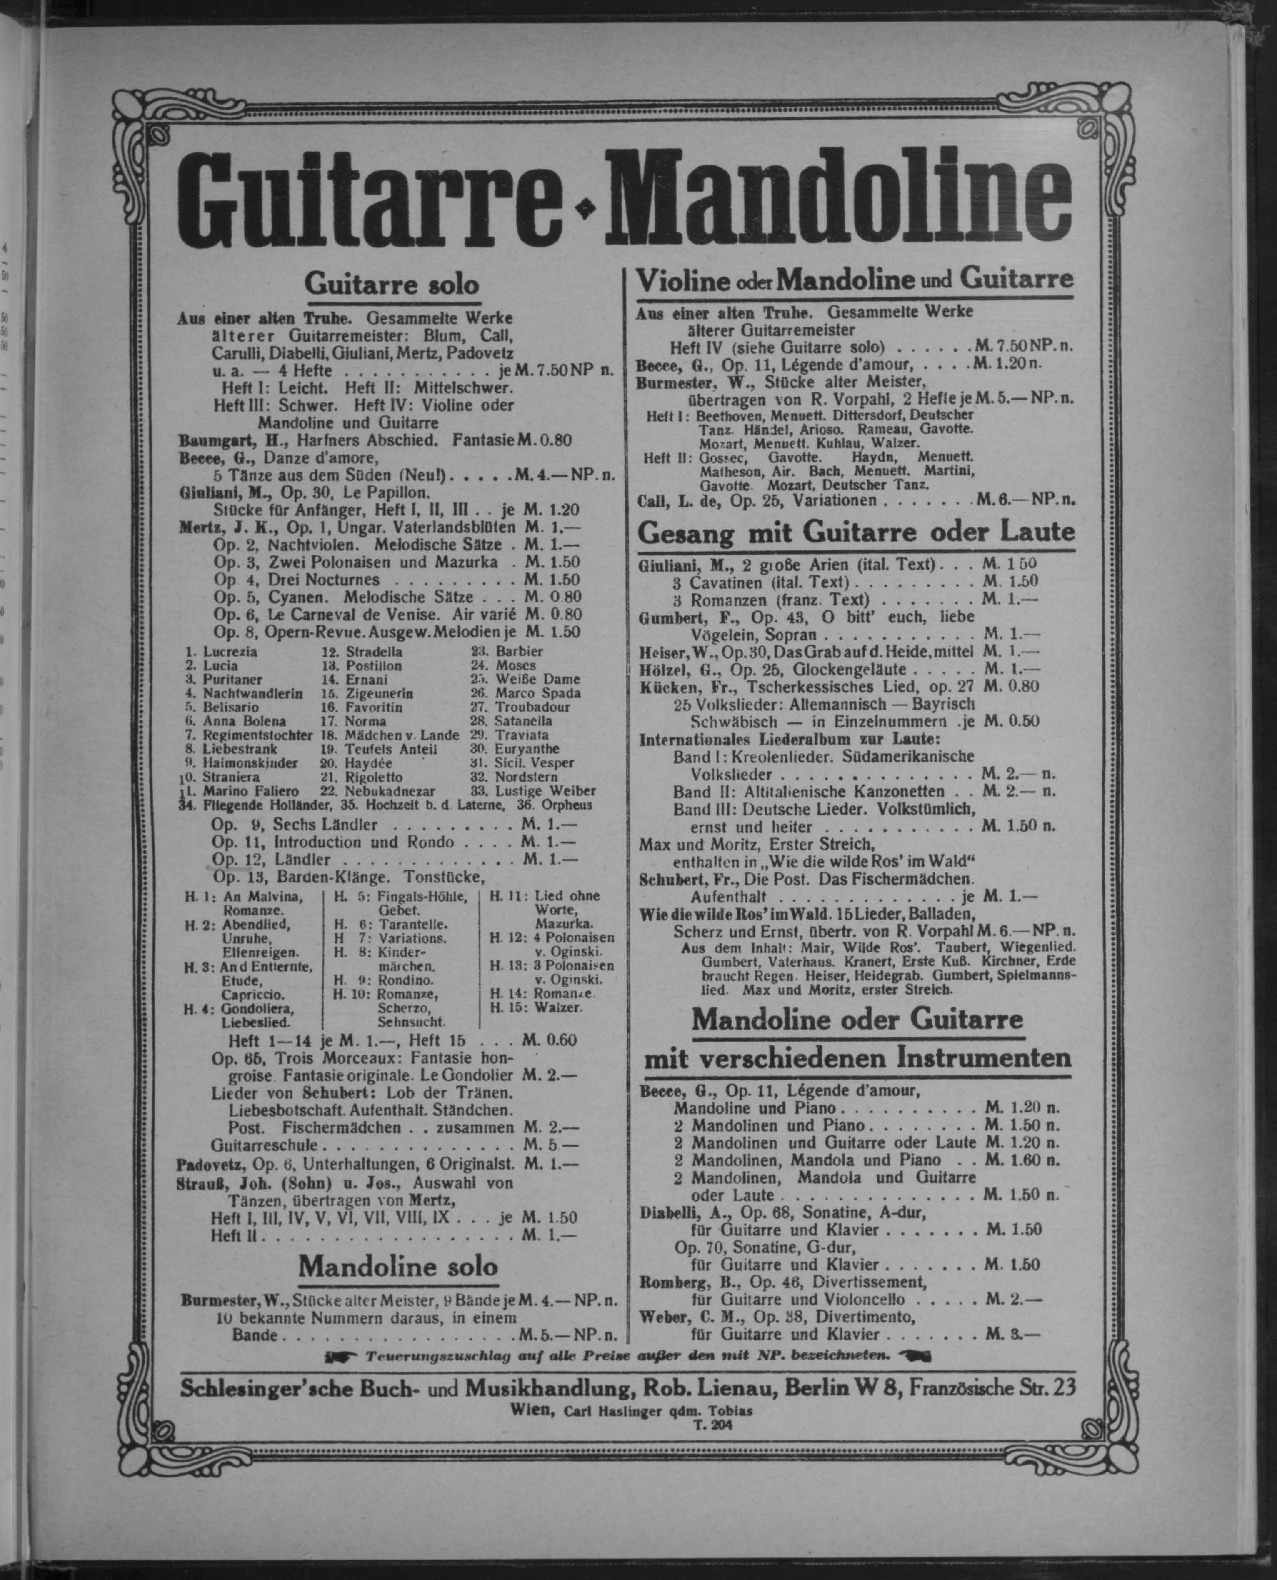 Guitarre · Mandoline
Guitarre solo
Aus einer alten Truhe. Gesammelte Werke
älterer Guitarremeister: Blum, Call,
Carulli, Diabelli, Giuliani, Mertz, Padovetz
u. a. — 4 Hefte . . . . . . . . . . . je M. 7.50 NP n.
Heft I: Leicht. Heft II: Mittelschwer.
Heft III: Schwer. Heft IV: Violine oder
Mandoline und Guitarre
Baumgart, H., Harfners Abschied. Fantasie M. 0.80
Becce, G., Danze d'amore,
5 Tänze aus dem Süden (Neu!) . . . . . M. 4.— NP. n.
Giuliani, M., Op. 30, Le Papillon.
Stücke für Anfänger, Heft I, II, III . . je M. 1.20
Mertz, J. K., Op. 1, Ungar. Vaterlandsblüten M. 1.—
Op. 2, Nachtviolen. Melodische Sätze . M. 1.—
Op. 3, Zwei Polonaisen und Mazurka . M. 1.50
Op. 4, Drei Nocturnes . . . . . . . . . M. 1.50
Op. 5, Cyanen. Melodische Sätze . . . M. 0.80
Op. 6, Le Carneval de Venise. Air varié M. 0.80
Op. 8, Opern-Revue. Ausgew. Melodien je M. 1.50
1. Lucrezia 12. Stradella 23. Barbier
2. Lucia 13. Postillon 24. Moses
3. Puritaner 14. Ernani 25. Weiße Dame
4. Nachtwandlerin 15. Zigeunerin 26. Marco Spada
5. Belisario 16. Favoritin 27. Troubadour
6. Anna Bolena 17. Norma 28. Satanella
7. Regimentstochter 18. Mädchen v. Lande 29. Traviata
8. Liebestrank 19. Teufels Anteil 30. Euryanthe
9. Haimonskinder 20. Haydée 31. Sicil. Vesper
10. Straniera 21. Rigoletto 32. Nordstern
11. Marino Faliero 22. Nebukadnezar 33. Lustige Weiber
34. Fliegende Holländer, 35. Hochzeit b. d. Laterne, 36. Orpheus
Op. 9, Sechs Ländler . . . . . . . . . M. 1.—
Op. 11, Introduction und Rondo . . . . M. 1.—
Op. 12, Ländler . . . . . . . . . . . . . M. 1.—
Op. 13, Barden-Klänge. Tonstücke,
H. 1: An Malvina,
Romanze.
H. 2: Abendlied,
Unruhe,
Elfenreigen.
H. 3: And Entfernte,
Etude,
Capriccio.
H. 4: Gondoliera,
Liebeslied.
H. 5: Fingals-Höhle,
Gebet.
H. 6: Tarantelle.
H 7: Variations.
H. 8: Kinder-
märchen.
H. 9: Rondino.
H. 10: Romanze,
Scherzo,
Sehnsucht.
H. 11: Lied ohne
Worte,
Mazurka.
H. 12: 4 Polonaisen
v. Oginski.
H. 13: 3 Polonaisen
v. Oginski.
H. 14: Romanze.
H. 15: Walzer.
Heft 1—14 je M. 1.—, Heft 15 . . . M. 0.60
Op. 65, Trois Morceaux: Fantasie hon-
groise. Fantasie originale. Le Gondolier M. 2.—
Lieder von Schubert: Lob der Tränen.
Liebesbotschaft. Aufenthalt. Ständchen.
Post. Fischermädchen . . zusammen M. 2.—
Guitarreschule . . . . . . . . . . . . . . . M. 5 —
Padovetz, Op. 6, Unterhaltungen, 6 Originalst. M. 1.—
Strauß, Joh. (Sohn) u. Jos., Auswahl von
Tänzen, übertragen von Mertz,
Heft I, III, IV, V, VI, VII, VIII, IX . . . je M. 1.50
Heft II . . . . . . . . . . . . . . . . . . . M. 1.—
Mandoline solo
Burmester, W., Stücke alter Meister, 9 Bände je M. 4.— NP. n.
10 bekannte Nummern daraus, in einem
Bande . . . . . . . . . . . . . . . . . M. 5.— NP. n.
Violine oder Mandoline und Guitarre
Aus einer alten Truhe. Gesammelte Werke
älterer Guitarremeister
Heft IV (siehe Guitarre solo) . . . . . . M. 7.50 NP. n.
Becce, G., Op. 11, Légende d'amour, . . . . M. 1.20 n.
Burmester, W., Stücke alter Meister,
übertragen von R. Vorpahl, 2 Hefte je M. 5.— NP. n.
Heft I: Beethoven, Menuett. Dittersdorf, Deutscher
Tanz. Händel, Arioso. Rameau, Gavotte.
Mozart, Menuett. Kuhlau, Walzer.
Heft II: Gossec, Gavotte. Haydn, Menuett.
Matheson, Air. Bach, Menuett. Martini,
Gavotte. Mozart, Deutscher Tanz.
Call, L. de, Op. 25, Variationen . . . . . . . M. 6.— NP. n.
Gesang mit Guitarre oder Laute
Giuliani, M., 2 große Arien (ital. Text) . . . M. 1 50
3 Cavatinen (ital. Text) . . . . . . . . . M. 1.50
3 Romanzen (franz. Text) . . . . . . . M. 1.—
Gumbert, F., Op. 43, O bitt' euch, liebe
Vögelein, Sopran . . . . . . . . . . . M. 1.—
Heiser, W., Op. 30, Das Grab auf d. Heide, mittel M. 1.—
Hölzel, G., Op. 25, Glockengeläute . . . . . M. 1.—
Kücken, Fr., Tscherkessisches Lied, op. 27 M. 0.80
25 Volkslieder: Allemannisch — Bayrisch
Schwäbisch — in Einzelnummern . je M. 0.50
Internationales Liederalbum zur Laute:
Band I: Kreolenlieder. Südamerikanische
Volkslieder . . . . . . . . . . . . . . M. 2.— n.
Band II: Altitalienische Kanzonetten . . M. 2.— n.
Band III: Deutsche Lieder. Volkstümlich,
ernst und heiter . . . . . . . . . . . M. 1.50 n.
Max und Moritz, Erster Streich,
enthalten in „Wie die wilde Ros' im Wald“
Schubert, Fr., Die Post. Das Fischermädchen.
Aufenthalt . . . . . . . . . . . . . . je M. 1.—
Wie die wilde Ros' im Wald. 15 Lieder, Balladen,
Scherz und Ernst, übertr. von R. Vorpahl M. 6.— NP. n.
Aus dem Inhalt: Mair, Wilde Ros'. Taubert, Wiegenlied.
Gumbert, Vaterhaus. Kranert, Erste Kuß. Kirchner, Erde
braucht Regen. Heiser, Heidegrab. Gumbert, Spielmanns-
lied. Max und Moritz, erster Streich.
Mandoline oder Guitarre
mit verschiedenen Instrumenten
Becce, G., Op. 11, Légende d'amour,
Mandoline und Piano . . . . . . . . . . M. 1.20 n.
2 Mandolinen und Piano . . . . . . . . M. 1.50 n.
2 Mandolinen und Guitarre oder Laute M. 1.20 n.
2 Mandolinen, Mandola und Piano . . M. 1.60 n.
2 Mandolinen, Mandola und Guitarre
oder Laute . . . . . . . . . . . . . . M. 1.50 n.
Diabelli, A., Op. 68, Sonatine, A-dur,
für Guitarre und Klavier . . . . . . . M. 1.50
Op. 70, Sonatine, G-dur,
für Guitarre und Klavier . . . . . . . M. 1.50
Romberg, B., Op. 46, Divertissement,
für Guitarre und Violoncello . . . . . M. 2.—
Weber, C. M., Op. 38, Divertimento,
für Guitarre und Klavier . . . . . . . M. 3.—
Teuerungszuschlag auf alle Preise außer den mit NP. bezeichneten.
Schlesinger'sche Buch- und Musikhandlung, Rob. Lienau, Berlin W 8, Französische Str. 23
Wien, Carl Haslinger qdm. Tobias
T. 204